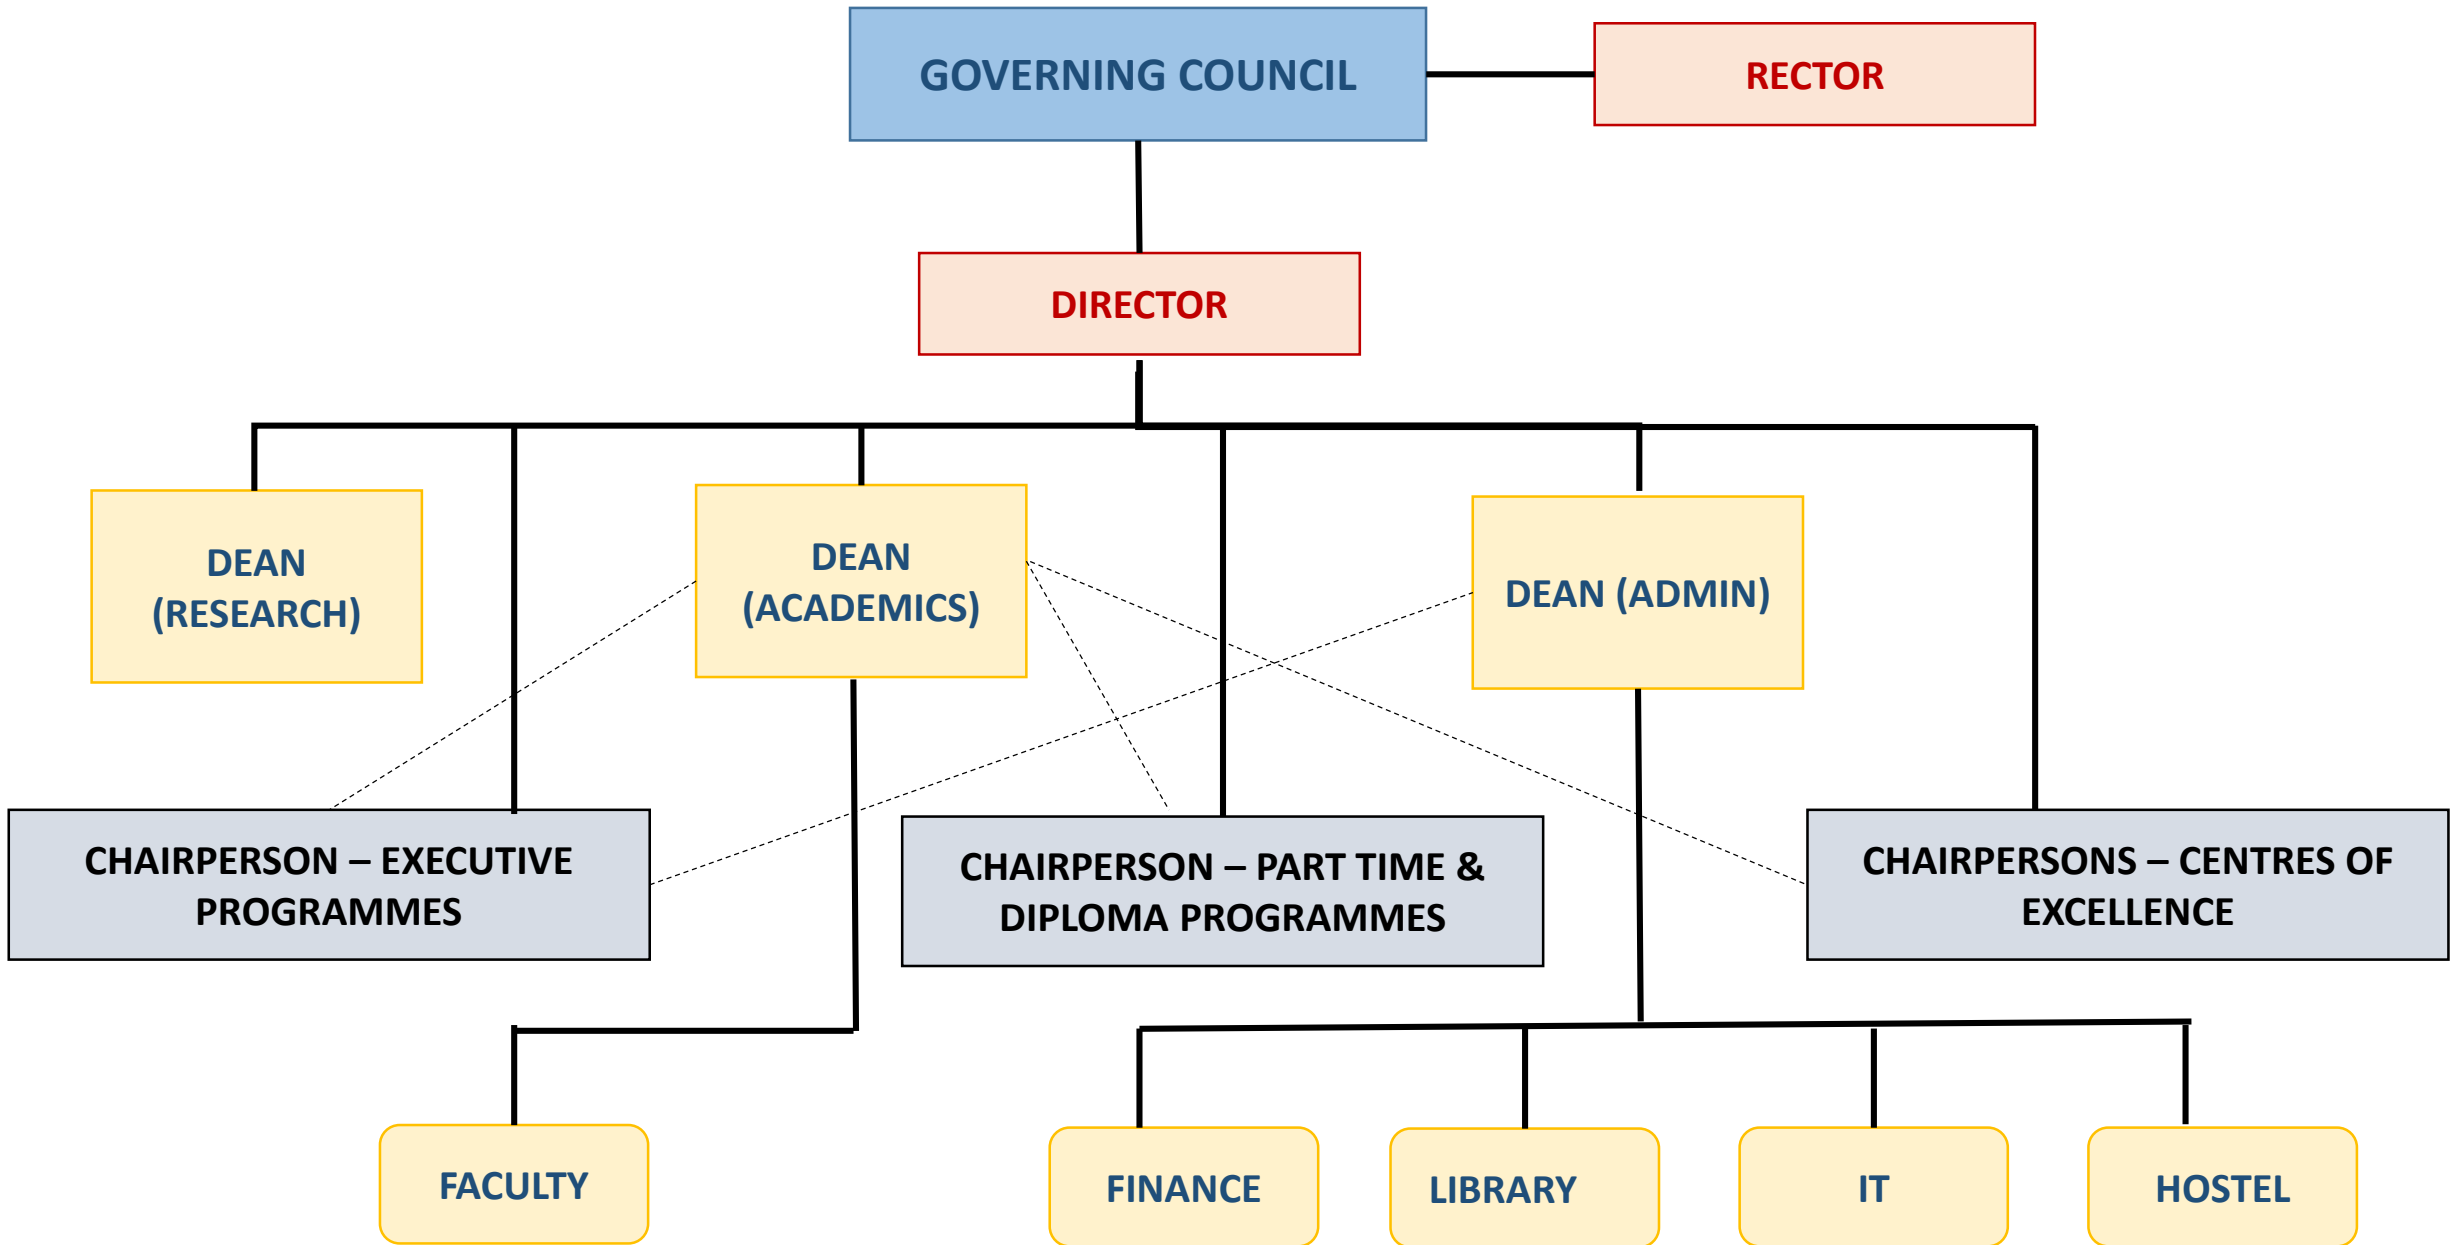 GOVERNING COUNCIL
RECTOR
DIRECTOR
DEAN
(RESEARCH)
DEAN
(ACADEMICS)
DEAN (ADMIN)
CHAIRPERSON – EXECUTIVE
PROGRAMMES
CHAIRPERSON – PART TIME &
DIPLOMA PROGRAMMES
CHAIRPERSONS – CENTRES OF
EXCELLENCE
FACULTY
FINANCE
LIBRARY
IT
HOSTEL